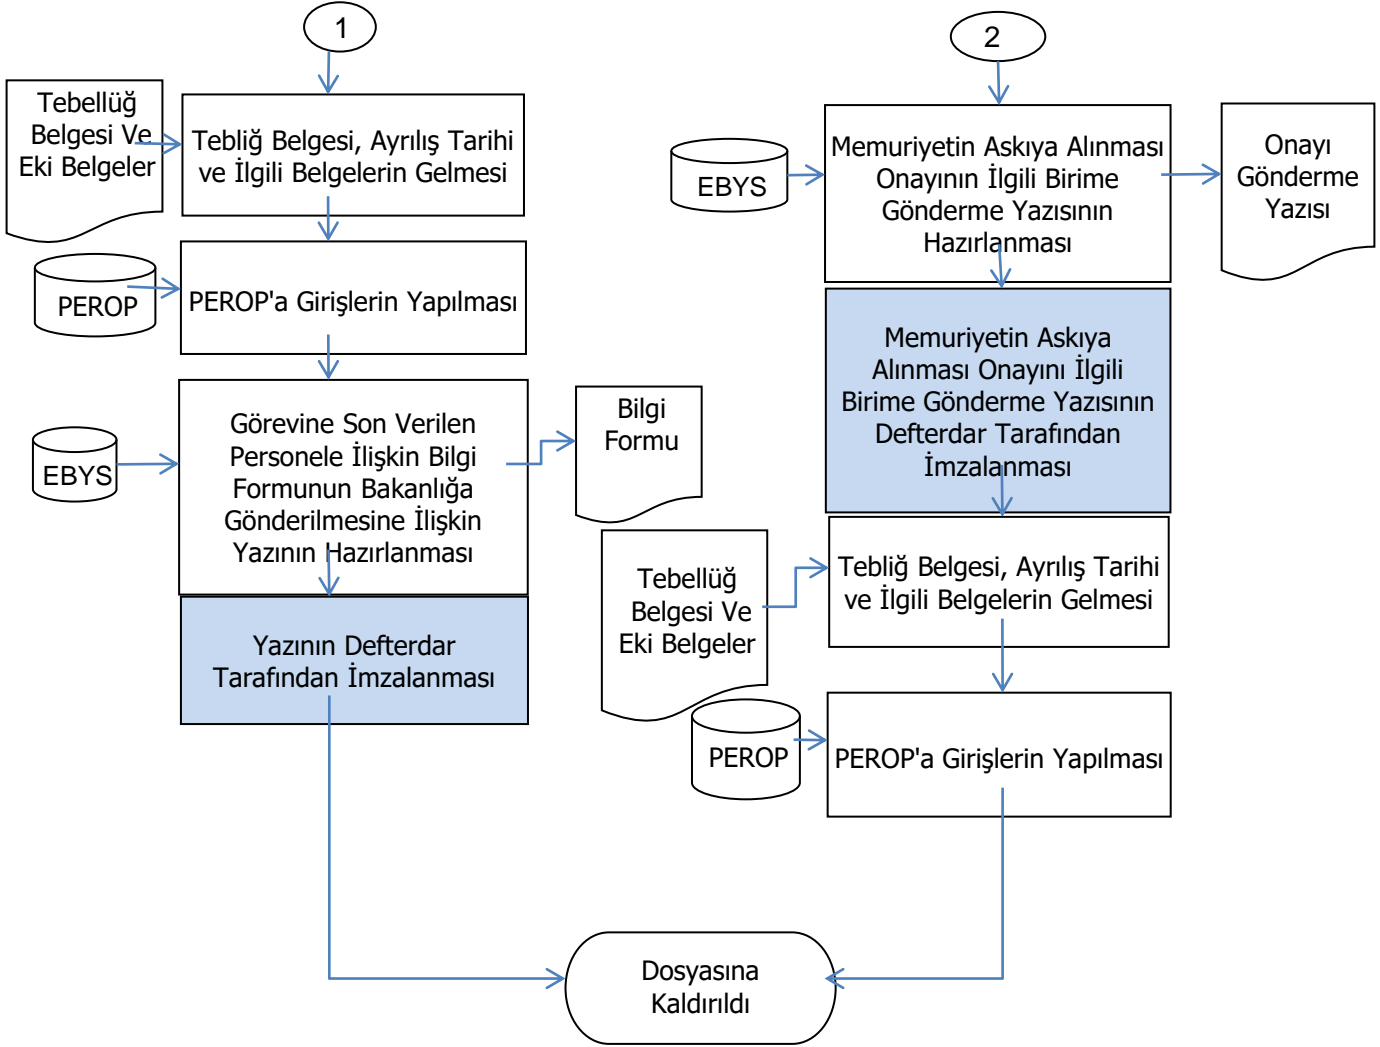 1
Tebellüğ
Belgesi Ve
Eki Belgeler
Tebliğ Belgesi, Ayrılış Tarihi
ve İlgili Belgelerin Gelmesi
PEROP
PEROP'a Girişlerin Yapılması
EBYS
Görevine Son Verilen
Personele İlişkin Bilgi
Formunun Bakanlığa
Gönderilmesine İlişkin
Yazının Hazırlanması
Bilgi
Formu
Yazının Defterdar
Tarafından İmzalanması
2
EBYS
Memuriyetin Askıya Alınması
Onayının İlgili Birime
Gönderme Yazısının
Hazırlanması
Onayı
Gönderme
Yazısı
Memuriyetin Askıya
Alınması Onayını İlgili
Birime Gönderme Yazısının
Defterdar Tarafından
İmzalanması
Tebellüğ
Belgesi Ve
Eki Belgeler
Tebliğ Belgesi, Ayrılış Tarihi
ve İlgili Belgelerin Gelmesi
PEROP
PEROP'a Girişlerin Yapılması
Dosyasına
Kaldırıldı